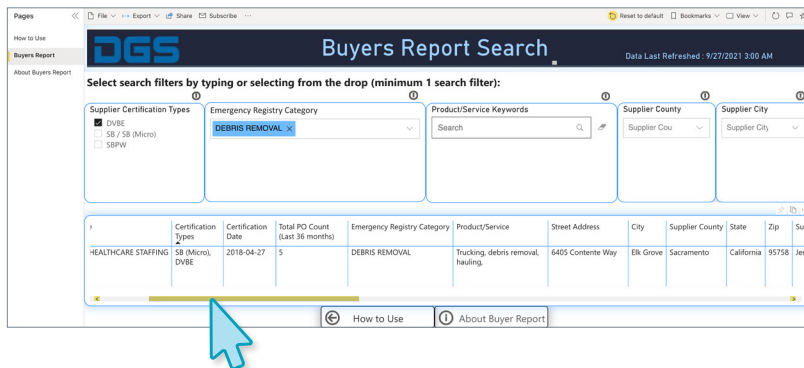 Pages
File Export Share Subscribe
Reset to default Bookmarks View
How to Use
Buyers Report
About Buyers Report
DGS
Buyers Report Search
Data Last Refreshed : 9/27/2021 3:00 AM
Select search filters by typing or selecting from the drop (minimum 1 search filter):
Supplier Certification Types
DVBE
SB / SB (Micro)
SBPW
Emergency Registry Category
DEBRIS REMOVAL
Product/Service Keywords
Search
Supplier County
Supplier Cou
Supplier City
Supplier City
Certification Types Certification Date Total PO Count (Last 36 months) Emergency Registry Category Product/Service Street Address City Supplier County State Zip Su
HEALTHCARE STAFFING SB (Micro), DVBE 2018-04-27 5 DEBRIS REMOVAL Trucking, debris removal, hauling, 6405 Contente Way Elk Grove Sacramento California 95758
How to Use
About Buyer Report